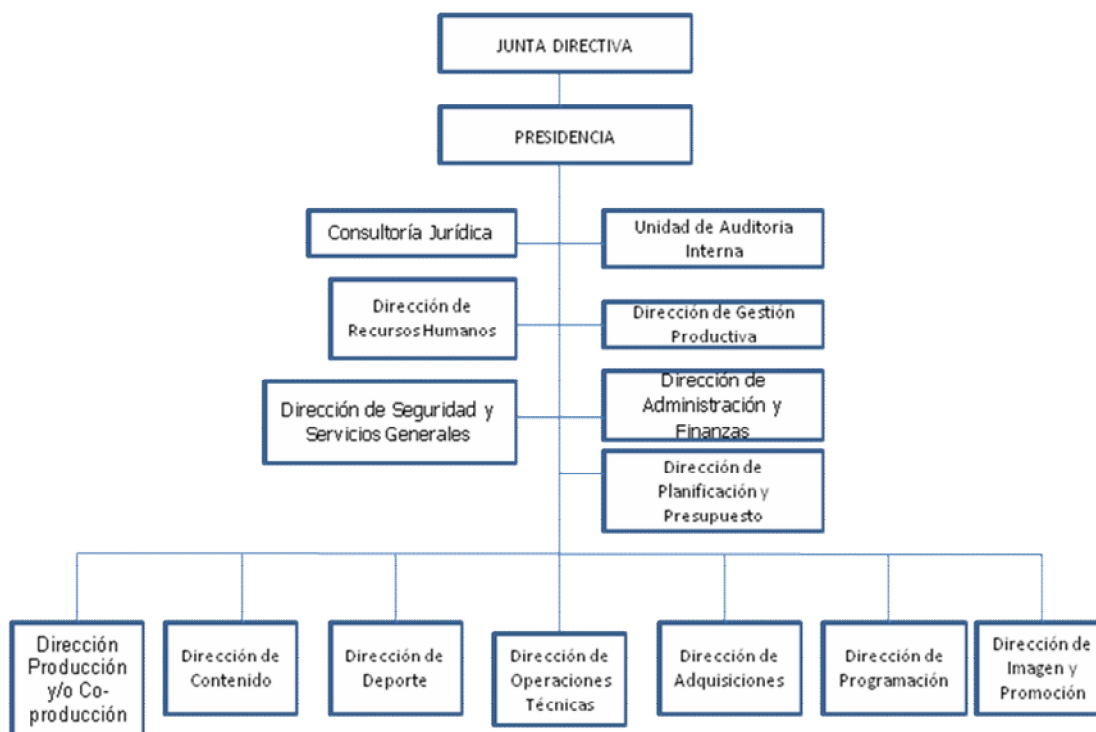 JUNTA DIRECTIVA
PRESIDENCIA
Consultoría Jurídica
Unidad de Auditoria
Interna
Dirección de
Recursos Humanos
Dirección de Gestión
Productiva
Dirección de Seguridad y
Servicios Generales
Dirección de
Administración y
Finanzas
Dirección de
Planificación y
Presupuesto
Dirección
Producción
y/o Co-
producción
Dirección de
Contenido
Dirección de
Deporte
Dirección de
Operaciones
Técnicas
Dirección de
Adquisiciones
Dirección de
Programación
Dirección de
Imagen y
Promoción